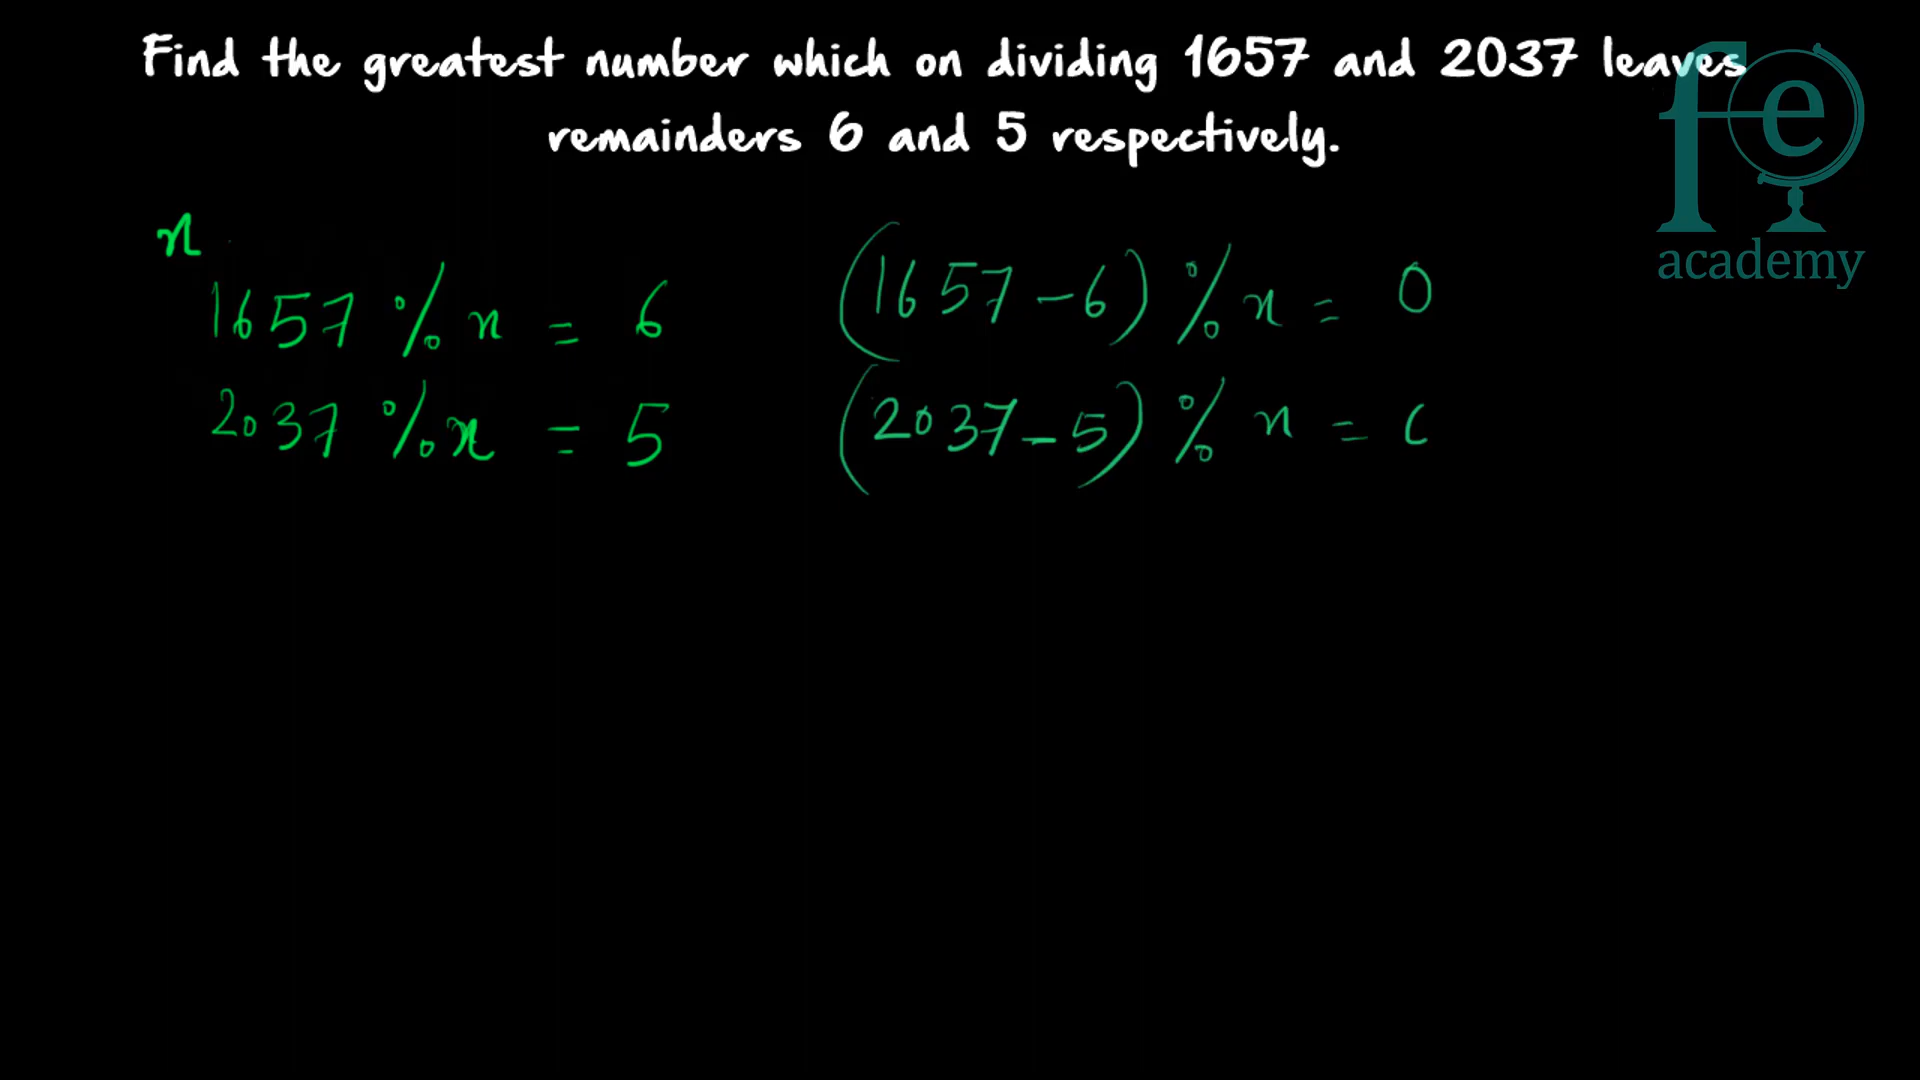 Find the greatest number which on dividing 1657 and 2037 leaves
remainders 6 and 5 respectively.
fe
academy
x
1657 % x = 6
2037 % x = 5
(1657 - 6) % x = 0
(2037 - 5) % x =